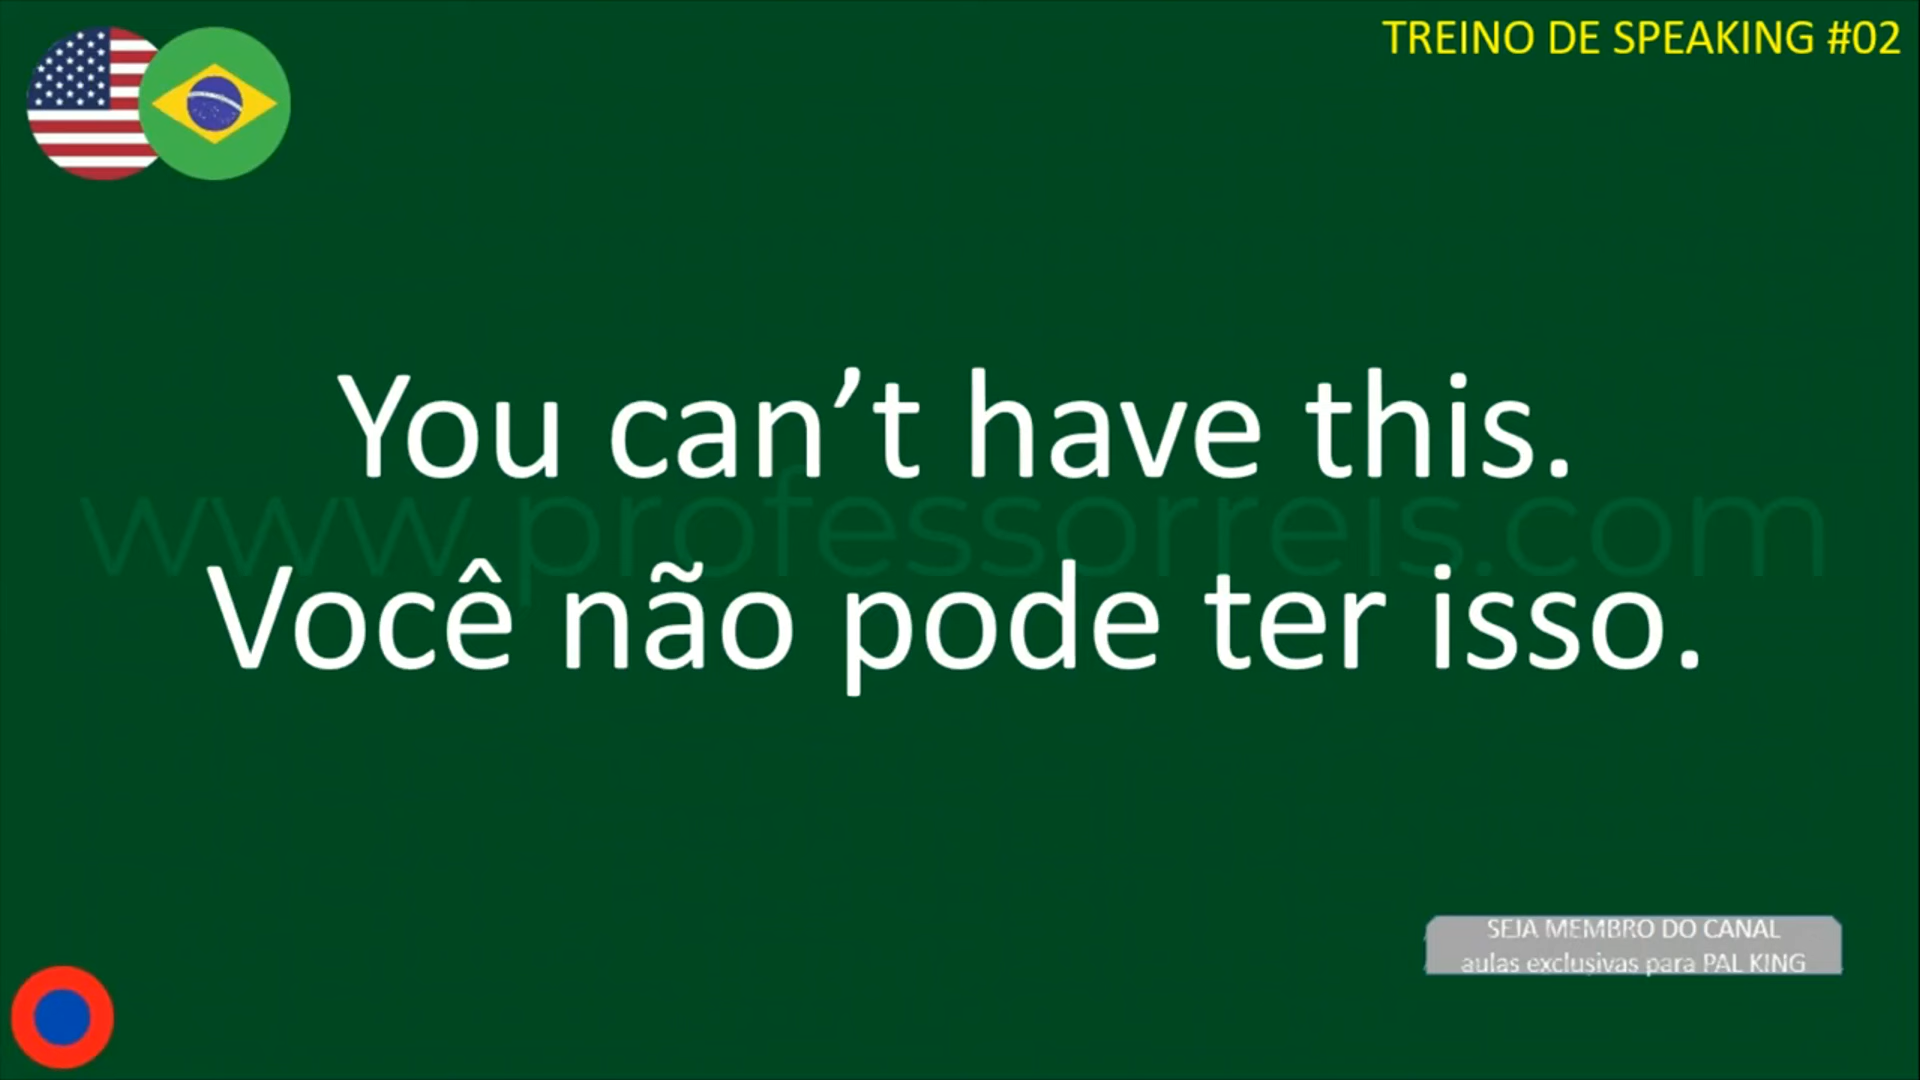 TREINO DE SPEAKING #02
You can’t have this.
www.professorreis.com
Você não pode ter isso.
SEJA MEMBRO DO CANAL
aulas exclusivas para PAL KING